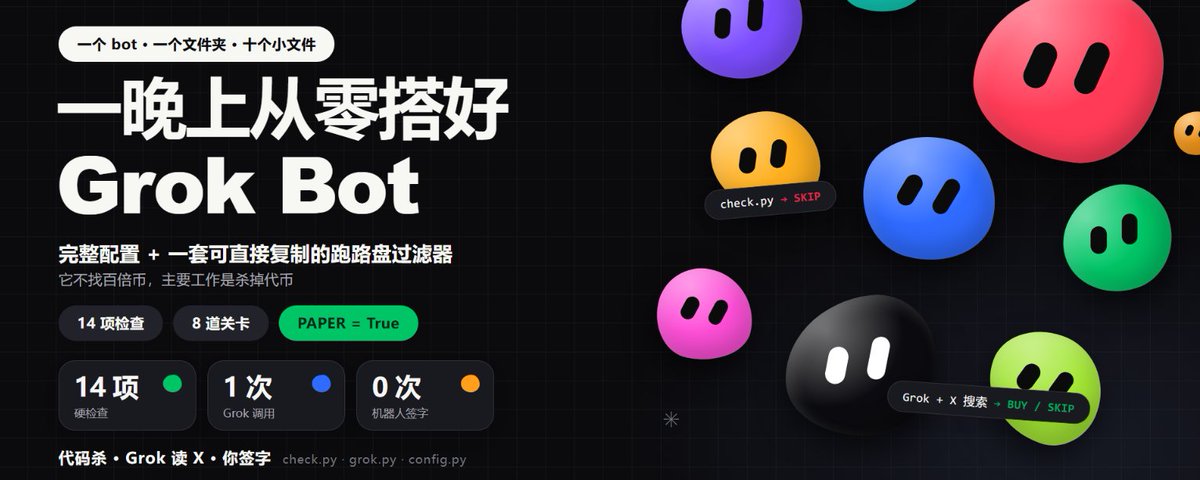 一个 bot • 一个文件夹 • 十个小文件
一晚上从零搭好
Grok Bot
完整配置 + 一套可直接复制的跑路盘过滤器
它不找百倍币，主要工作是杀掉代币
14 项检查
8 道关卡
PAPER = True
14 项
硬检查
1 次
Grok 调用
0 次
机器人签字
代码杀 • Grok 读 X • 你签字
check.py · grok.py · config.py
check.py → SKIP
Grok + X 搜索 → BUY / SKIP